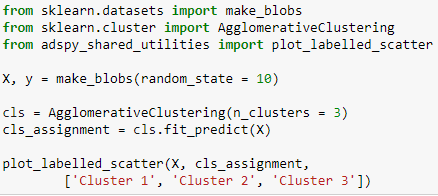 from sklearn.datasets import make_blobs
from sklearn.cluster import AgglomerativeClustering
from adspy_shared_utilities import plot_labelled_scatter

X, y = make_blobs(random_state = 10)

cls = AgglomerativeClustering(n_clusters = 3)
cls_assignment = cls.fit_predict(X)

plot_labelled_scatter(X, cls_assignment,
        ['Cluster 1', 'Cluster 2', 'Cluster 3'])